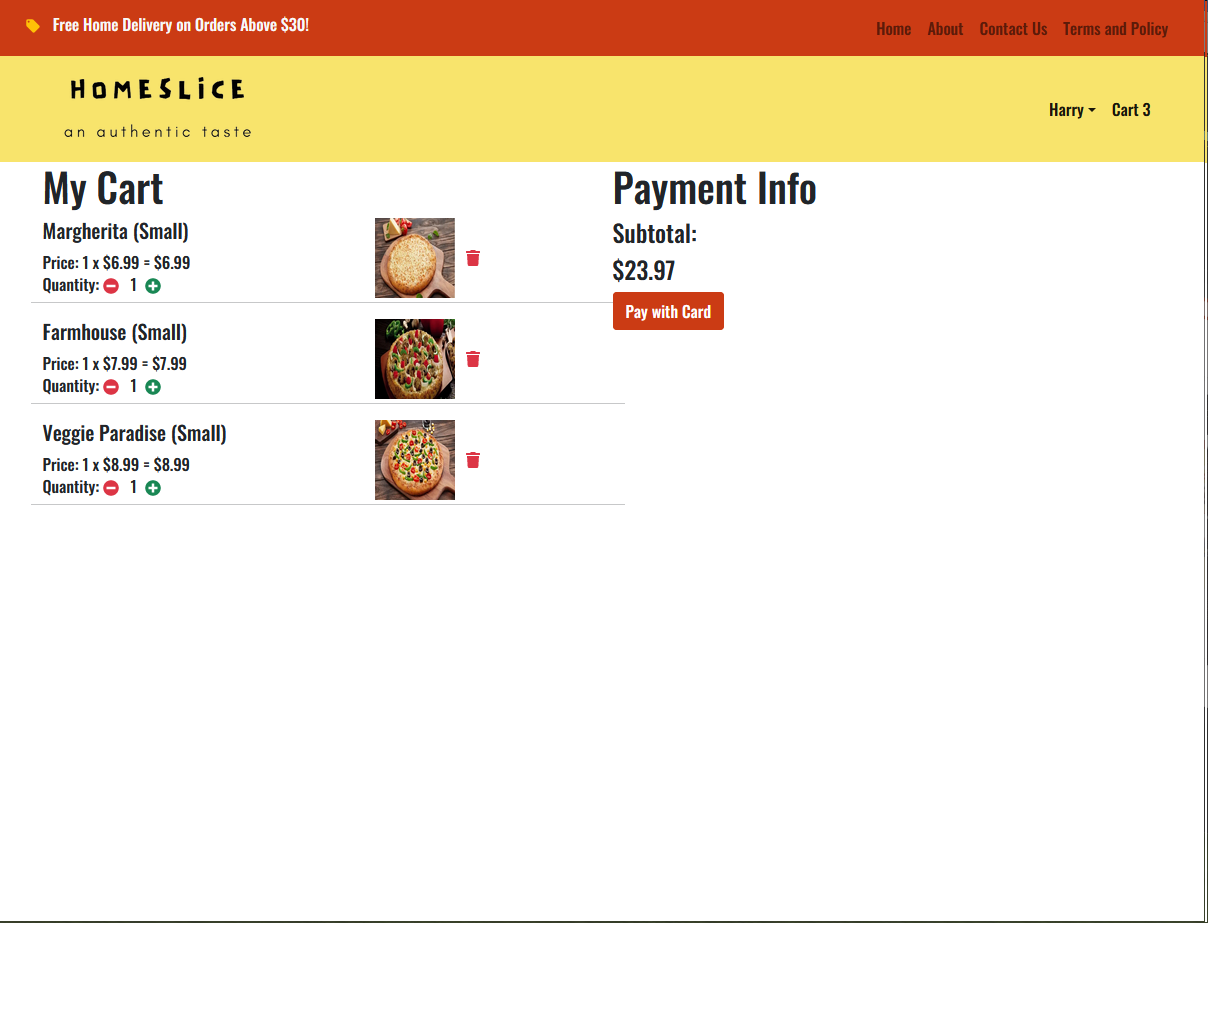 Free Home Delivery on Orders Above $30!
Home About Contact Us Terms and Policy
HOMESLiCE
an authentic taste
Harry Cart 3
My Cart
Margherita (Small)
Price: 1 x $6.99 = $6.99
Quantity: 1
Farmhouse (Small)
Price: 1 x $7.99 = $7.99
Quantity: 1
Veggie Paradise (Small)
Price: 1 x $8.99 = $8.99
Quantity: 1
Payment Info
Subtotal:
$23.97
Pay with Card